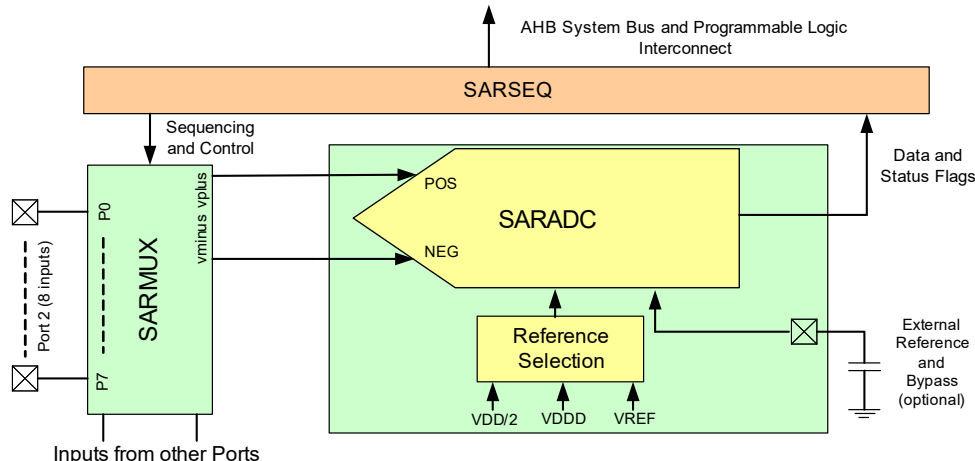 AHB System Bus and Programmable Logic
Interconnect
SARSEQ
Sequencing
and Control
Data and
Status Flags
vminus vplus
P0
POS
SARADC
NEG
SARMUX
Port 2 (8 inputs)
P7
Reference
Selection
External
Reference
and
Bypass
(optional)
VDD/2
VDDD
VREF
Inputs from other Ports